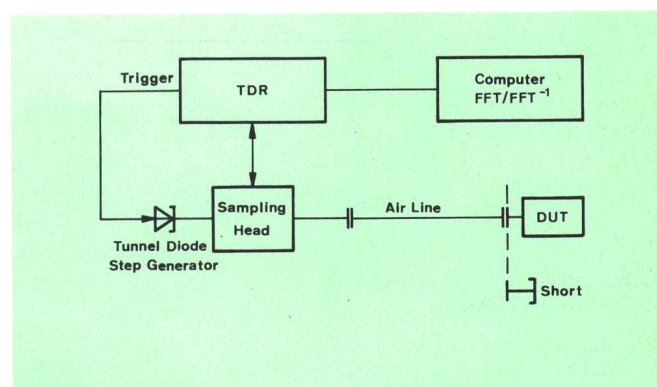 Trigger
TDR
Computer
FFT/FFT⁻¹
Sampling
Head
Air Line
DUT
Tunnel Diode
Step Generator
Short